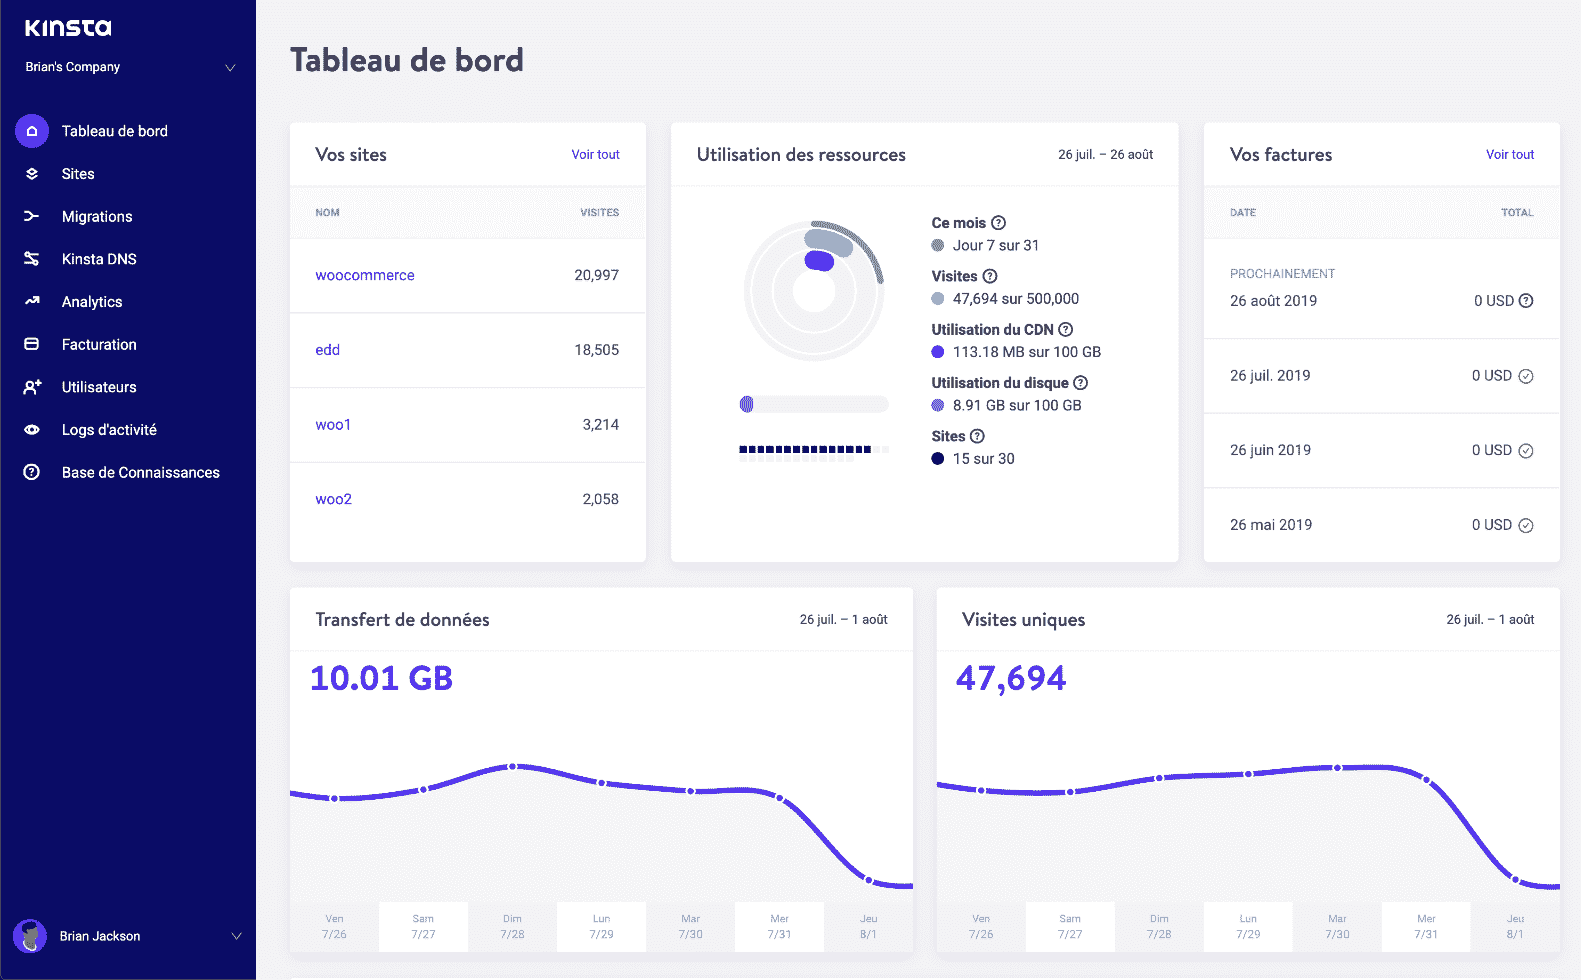 KINSTA
Brian's Company
Tableau de bord
Sites
Migrations
Kinsta DNS
Analytics
Facturation
Utilisateurs
Logs d'activité
Base de Connaissances
Brian Jackson
Tableau de bord
Vos sites
Voir tout
NOM VISITES
woocommerce 20,997
edd 18,505
woo1 3,214
woo2 2,058
Utilisation des ressources
26 juil. – 26 août
Ce mois ?
Jour 7 sur 31
Visites ?
47,694 sur 500,000
Utilisation du CDN ?
113.18 MB sur 100 GB
Utilisation du disque ?
8.91 GB sur 100 GB
Sites ?
15 sur 30
Vos factures
Voir tout
DATE TOTAL
PROCHAINEMENT
26 août 2019 0 USD ?
26 juil. 2019 0 USD
26 juin 2019 0 USD
26 mai 2019 0 USD
Transfert de données
26 juil. – 1 août
10.01 GB
Ven Sam Dim Lun Mar Mer Jeu
7/26 7/27 7/28 7/29 7/30 7/31 8/1
Visites uniques
26 juil. – 1 août
47,694
Ven Sam Dim Lun Mar Mer Jeu
7/26 7/27 7/28 7/29 7/30 7/31 8/1